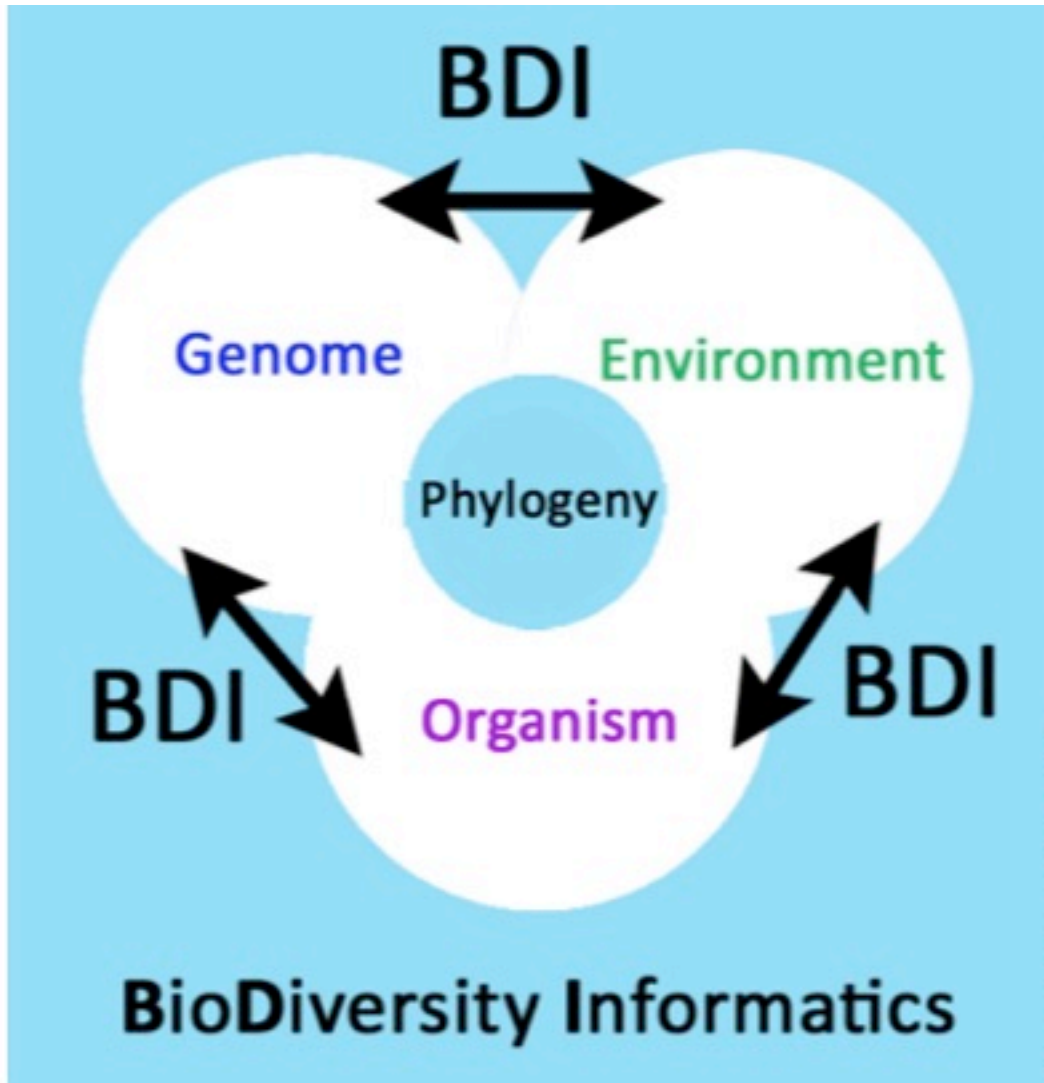 BDI
Genome
Environment
Phylogeny
BDI
Organism
BDI
BioDiversity Informatics